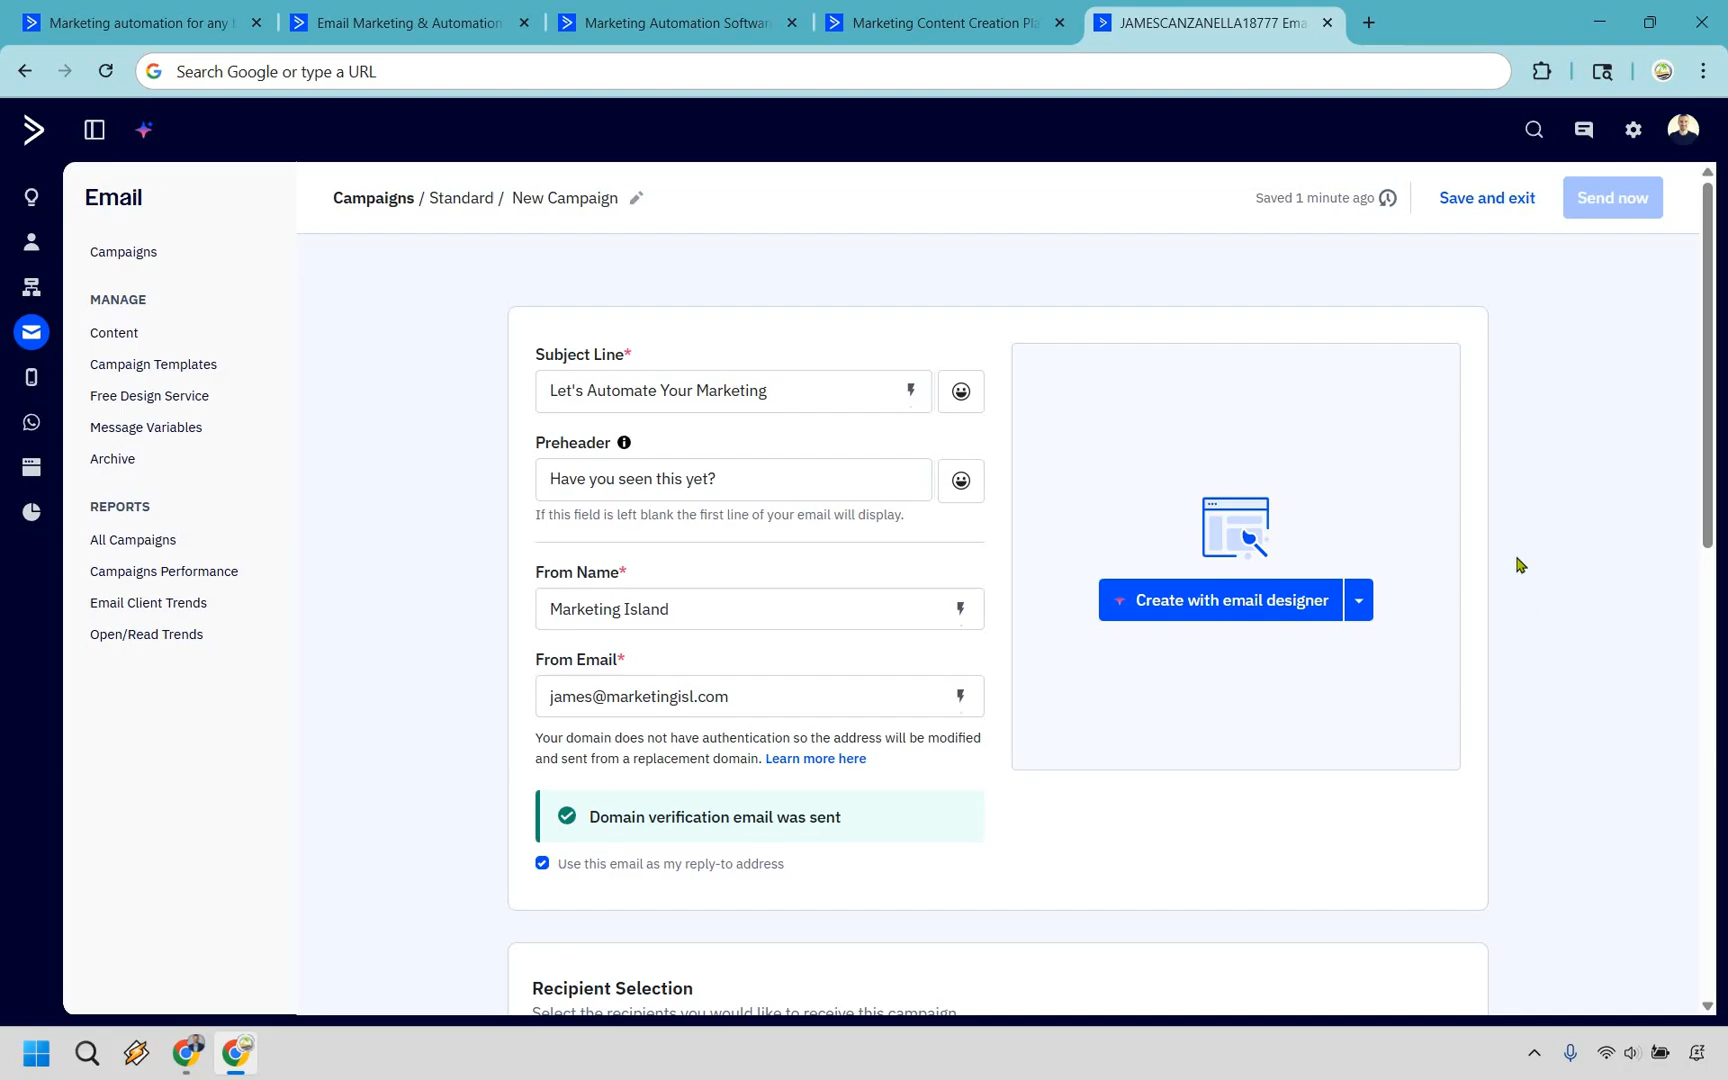 Marketing automation for any
Email Marketing & Automation
Marketing Automation Softwar
Marketing Content Creation Pla
JAMESCANZANELLA18777 Ema
Search Google or type a URL
Email
Campaigns
MANAGE
Content
Campaign Templates
Free Design Service
Message Variables
Archive
REPORTS
All Campaigns
Campaigns Performance
Email Client Trends
Open/Read Trends
Campaigns / Standard / New Campaign
Saved 1 minute ago
Save and exit
Send now
Subject Line*
Let's Automate Your Marketing
Preheader
Have you seen this yet?
If this field is left blank the first line of your email will display.
From Name*
Marketing Island
From Email*
james@marketingisl.com
Your domain does not have authentication so the address will be modified
and sent from a replacement domain. Learn more here
Domain verification email was sent
Use this email as my reply-to address
Create with email designer
Recipient Selection
Select the recipients you would like to receive this campaign